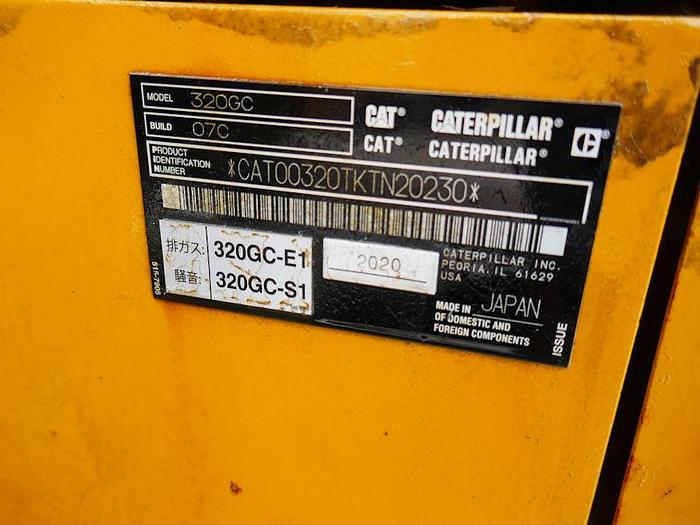 MODEL 320GC
BUILD 07C
CAT® CATERPILLAR®
CAT® CATERPILLAR®
PRODUCT
IDENTIFICATION
NUMBER
*CAT00320TKTN20230*
排ガス: 320GC-E1
騒音: 320GC-S1
2020
CATERPILLAR INC.
PEORIA, IL 61629
USA
MADE IN JAPAN
OF DOMESTIC AND
FOREIGN COMPONENTS
ISSUE